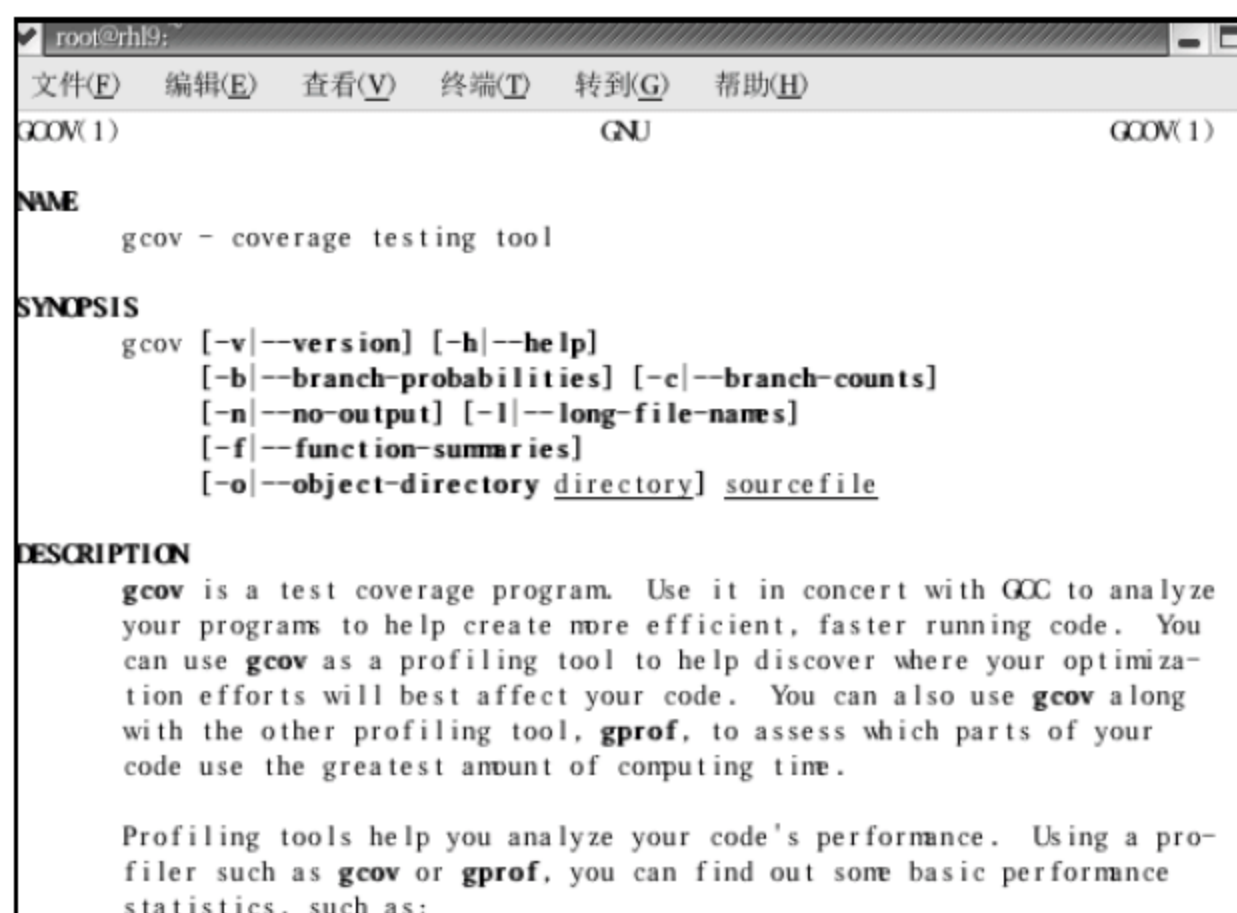 root@rhl9:~
文件(F) 编辑(E) 查看(V) 终端(T) 转到(G) 帮助(H)
GCOV(1) GNU GCOV(1)
NAME
gcov - coverage testing tool
SYNOPSIS
gcov [-v|--version] [-h|--help]
[-b|--branch-probabilities] [-c|--branch-counts]
[-n|--no-output] [-l|--long-file-names]
[-f|--function-summaries]
[-o|--object-directory directory] sourcefile
DESCRIPTION
gcov is a test coverage program. Use it in concert with GCC to analyze
your programs to help create more efficient, faster running code. You
can use gcov as a profiling tool to help discover where your optimiza-
tion efforts will best affect your code. You can also use gcov along
with the other profiling tool, gprof, to assess which parts of your
code use the greatest amount of computing time.
Profiling tools help you analyze your code's performance. Using a pro-
filer such as gcov or gprof, you can find out some basic performance
statistics, such as: